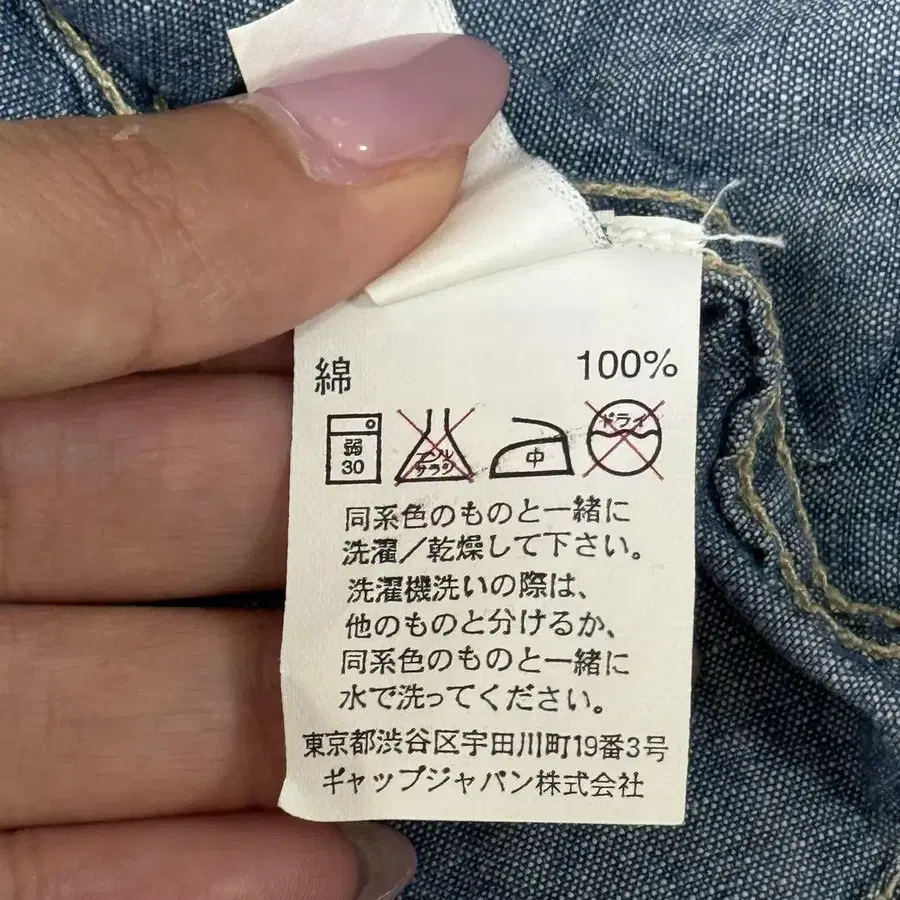 綿 100%
弱 30 エンソ サラシ 中 ドライ
同系色のものと一緒に
洗濯／乾燥して下さい。
洗濯機洗いの際は、
他のものと分けるか、
同系色のものと一緒に
水で洗ってください。
東京都渋谷区宇田川町19番3号
ギャップジャパン株式会社